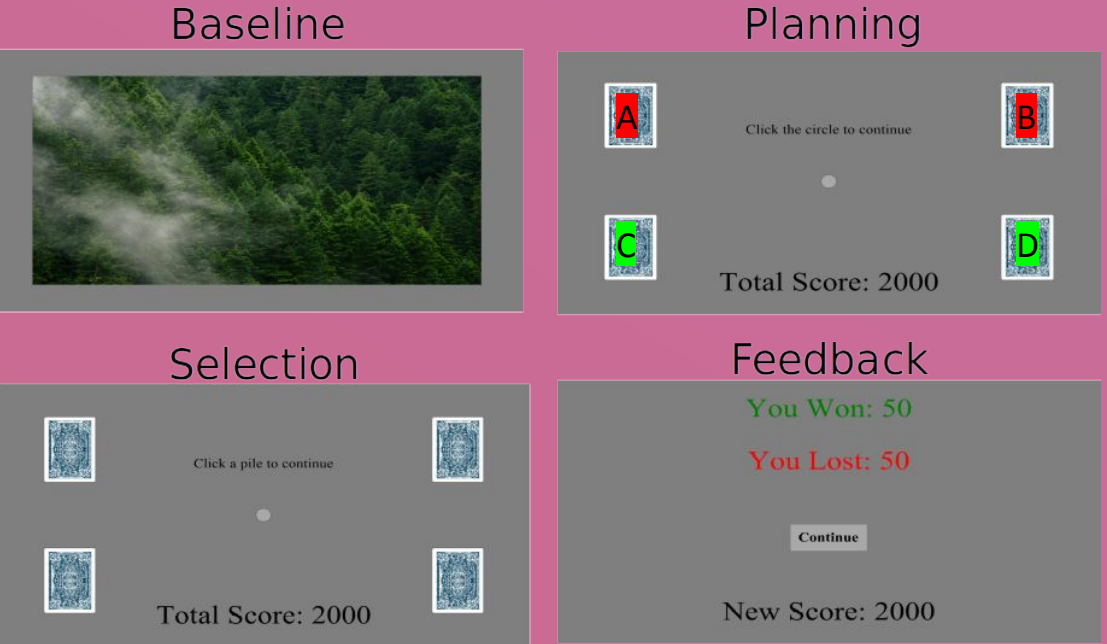 Baseline
Planning
A
B
Click the circle to continue
C
D
Total Score: 2000
Selection
Feedback
Click a pile to continue
Total Score: 2000
You Won: 50
You Lost: 50
Continue
New Score: 2000